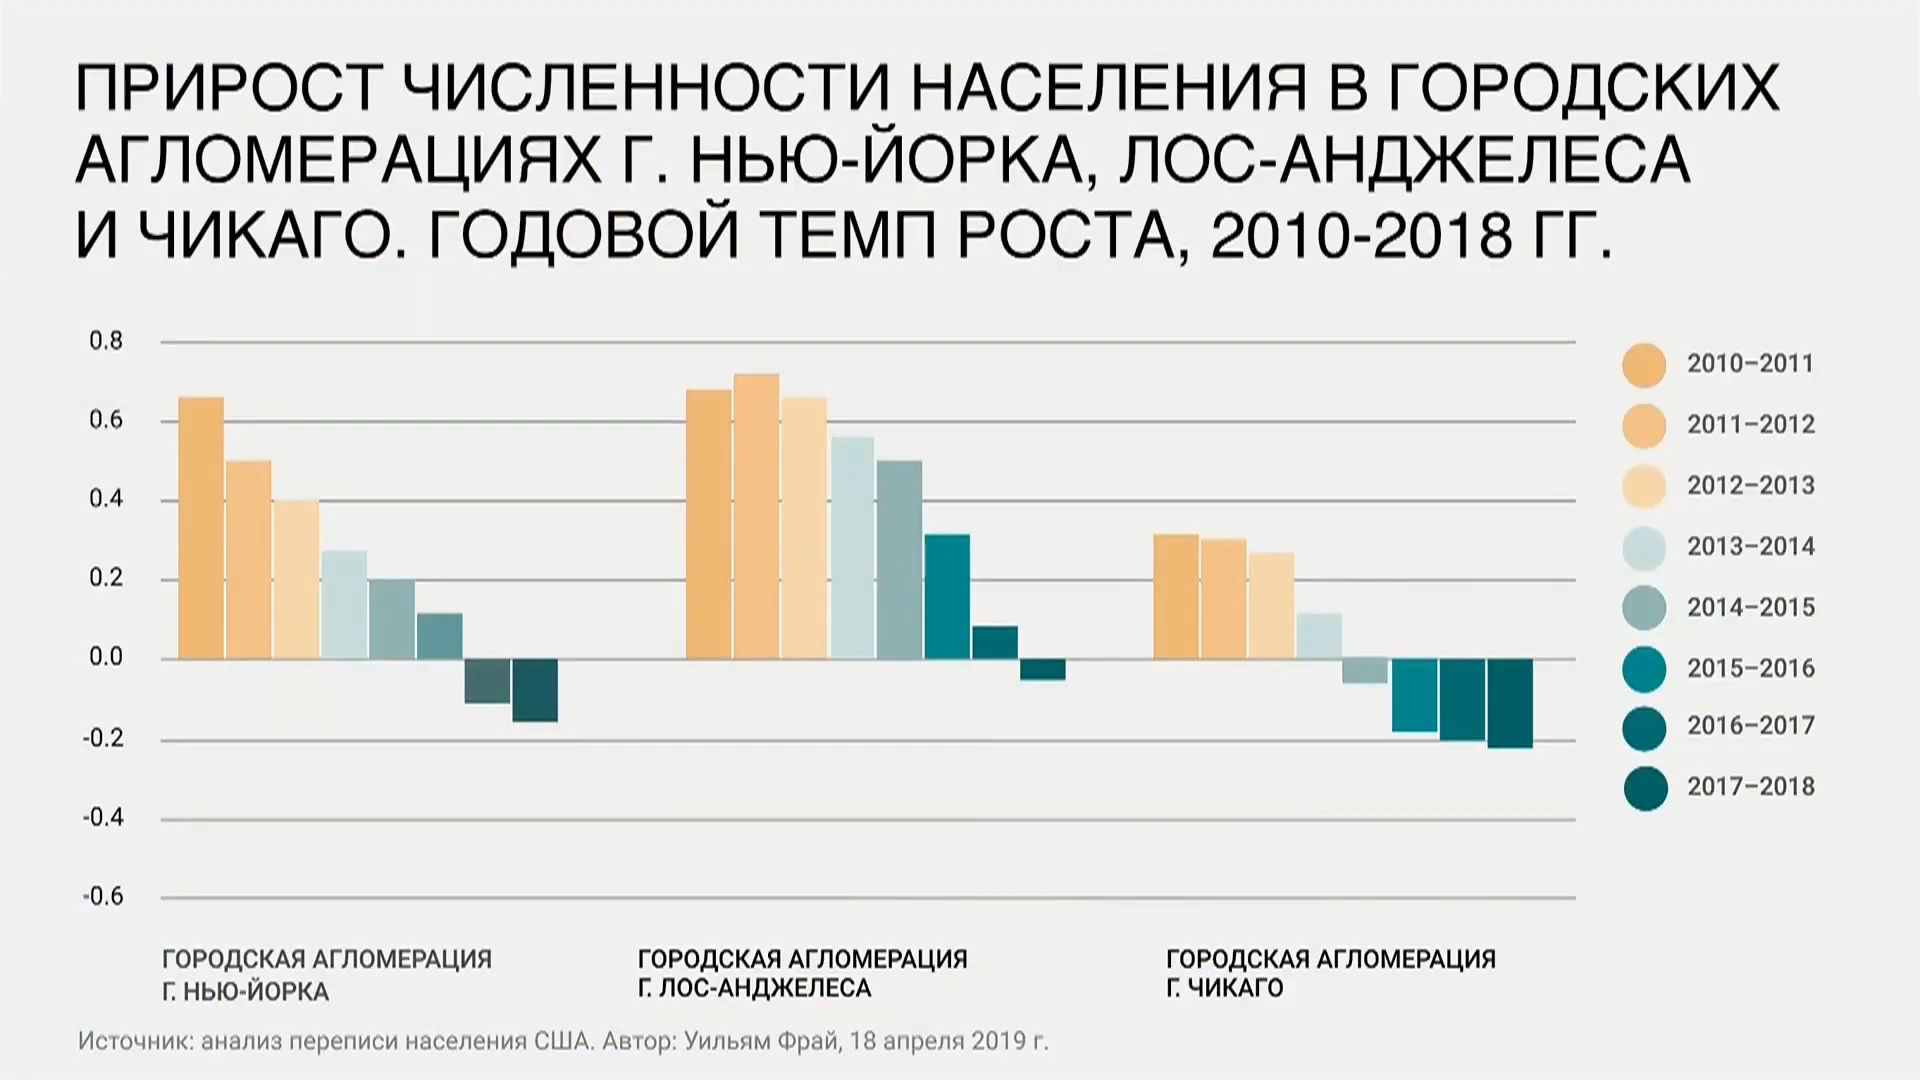 ПРИРОСТ ЧИСЛЕННОСТИ НАСЕЛЕНИЯ В ГОРОДСКИХ
АГЛОМЕРАЦИЯХ Г. НЬЮ-ЙОРКА, ЛОС-АНДЖЕЛЕСА
И ЧИКАГО. ГОДОВОЙ ТЕМП РОСТА, 2010-2018 ГГ.
0.8
0.6
0.4
0.2
0.0
-0.2
-0.4
-0.6
2010–2011
2011–2012
2012–2013
2013–2014
2014–2015
2015–2016
2016–2017
2017–2018
ГОРОДСКАЯ АГЛОМЕРАЦИЯ
Г. НЬЮ-ЙОРКА
ГОРОДСКАЯ АГЛОМЕРАЦИЯ
Г. ЛОС-АНДЖЕЛЕСА
ГОРОДСКАЯ АГЛОМЕРАЦИЯ
Г. ЧИКАГО
Источник: анализ переписи населения США. Автор: Уильям Фрай, 18 апреля 2019 г.